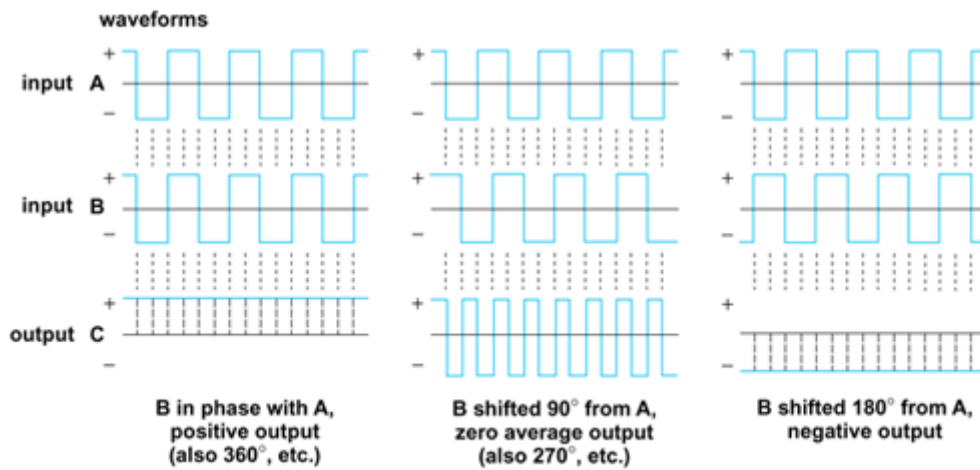 waveforms
+ + +
input A
− − −
+ + +
input B
− − −
+ + +
output C
− − −
B in phase with A,
positive output
(also 360°, etc.)
B shifted 90° from A,
zero average output
(also 270°, etc.)
B shifted 180° from A,
negative output